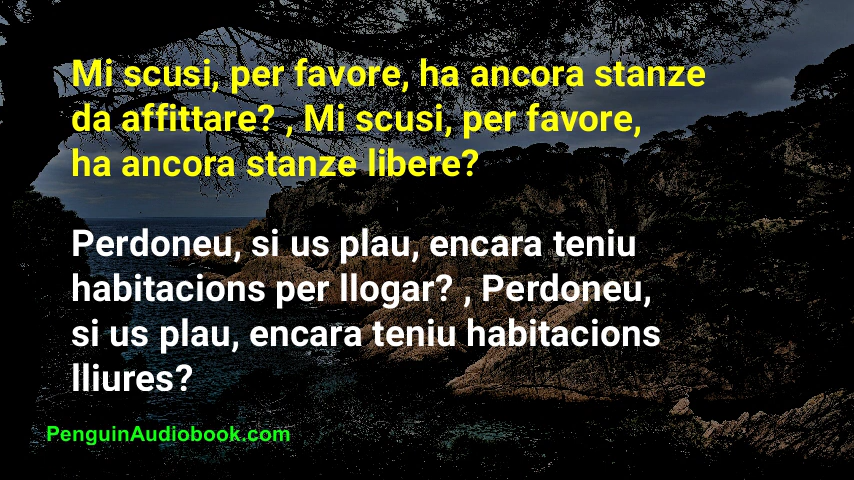 Mi scusi, per favore, ha ancora stanze
da affittare? , Mi scusi, per favore,
ha ancora stanze libere?
Perdoneu, si us plau, encara teniu
habitacions per llogar? , Perdoneu,
si us plau, encara teniu habitacions
lliures?
PenguinAudiobook.com